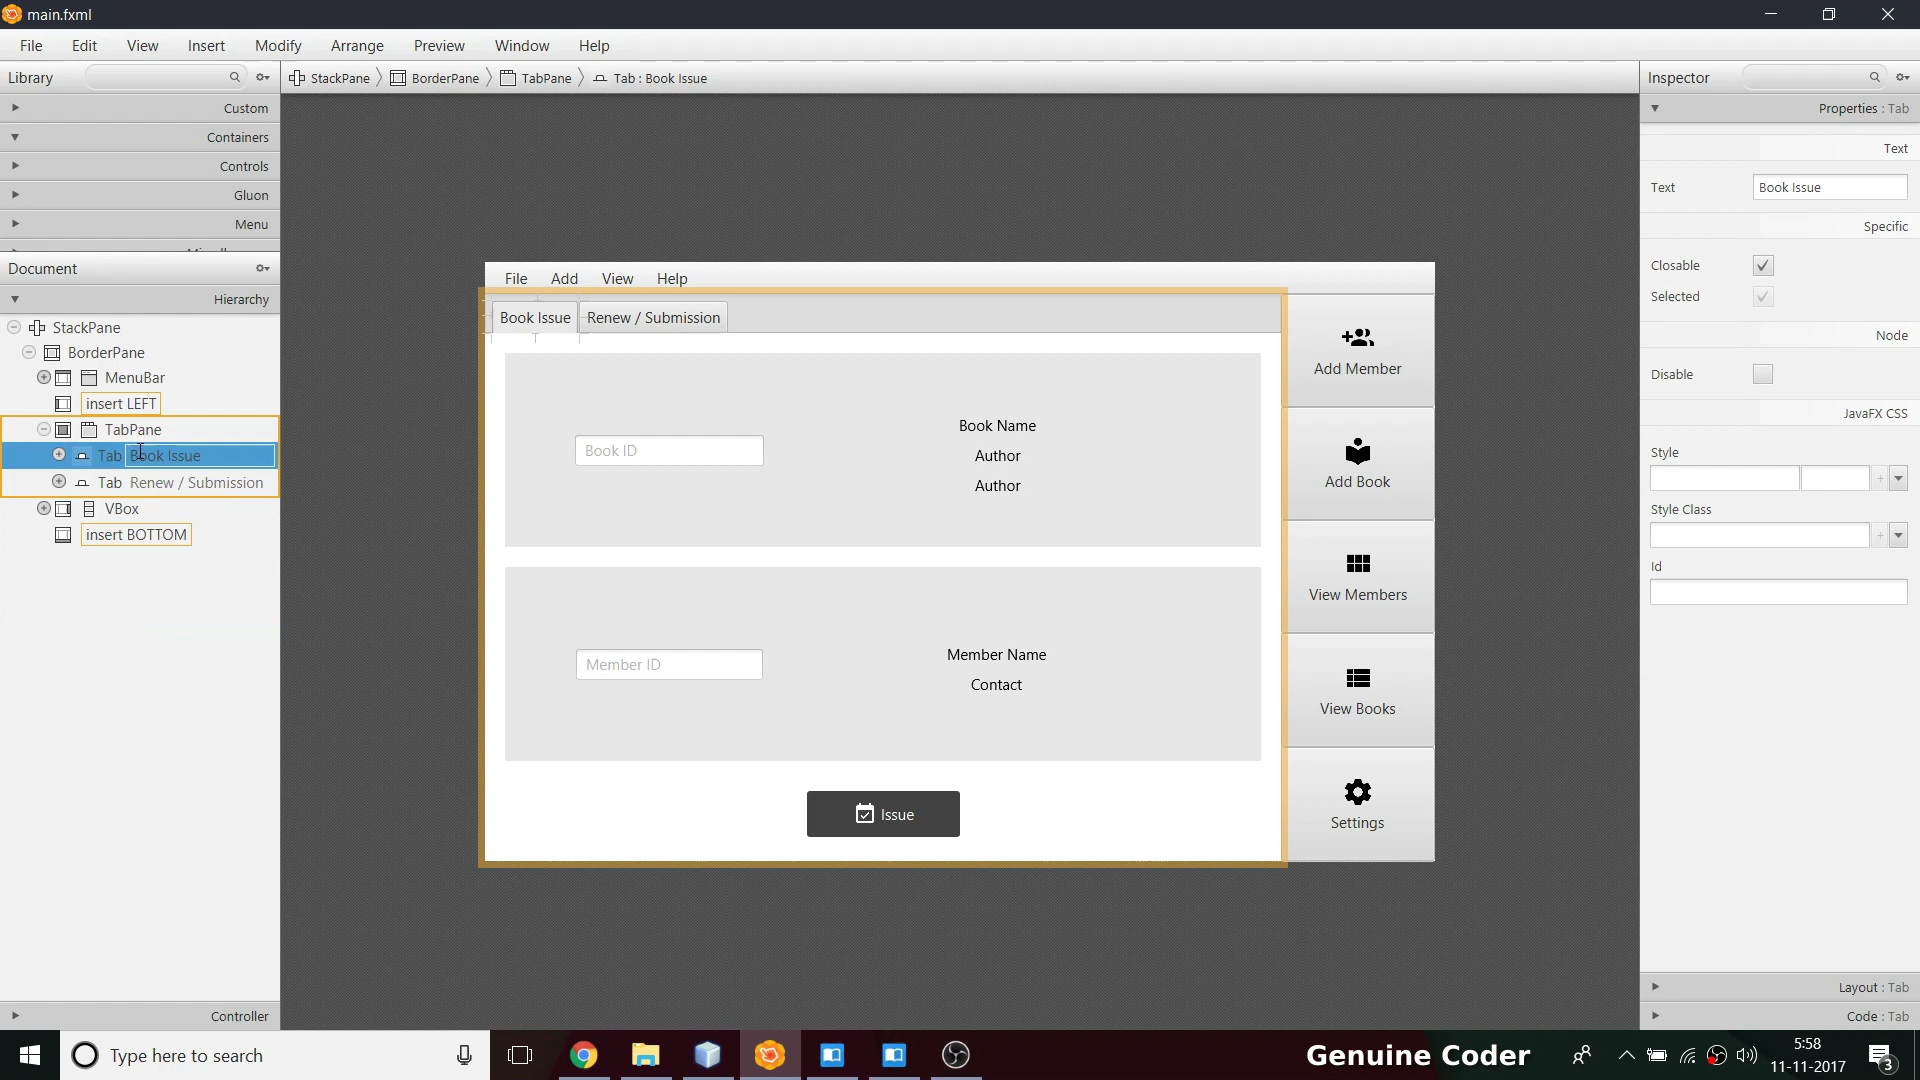 main.fxml
File Edit View Insert Modify Arrange Preview Window Help
Library
StackPane BorderPane TabPane Tab : Book Issue
Inspector
Custom
Containers
Controls
Gluon
Menu
Document
Hierarchy
StackPane
BorderPane
MenuBar
insert LEFT
TabPane
Tab Book Issue
Tab Renew / Submission
VBox
insert BOTTOM
Controller
File Add View Help
Book Issue Renew / Submission
Book ID
Book Name
Author
Author
Member ID
Member Name
Contact
Issue
Add Member
Add Book
View Members
View Books
Settings
Properties : Tab
Text
Text Book Issue
Specific
Closable
Selected
Node
Disable
JavaFX CSS
Style
Style Class
Id
Layout : Tab
Code : Tab
Type here to search
Genuine Coder
5:58
11-11-2017
3